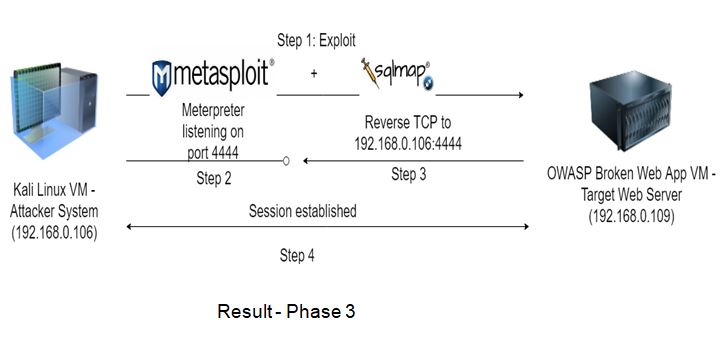 Step 1: Exploit
metasploit®
+
sqlmap®
Meterpreter
listening on
port 4444
Reverse TCP to
192.168.0.106:4444
Step 2
Step 3
Kali Linux VM -
Attacker System
(192.168.0.106)
OWASP Broken Web App VM -
Target Web Server
(192.168.0.109)
Session established
Step 4
Result - Phase 3